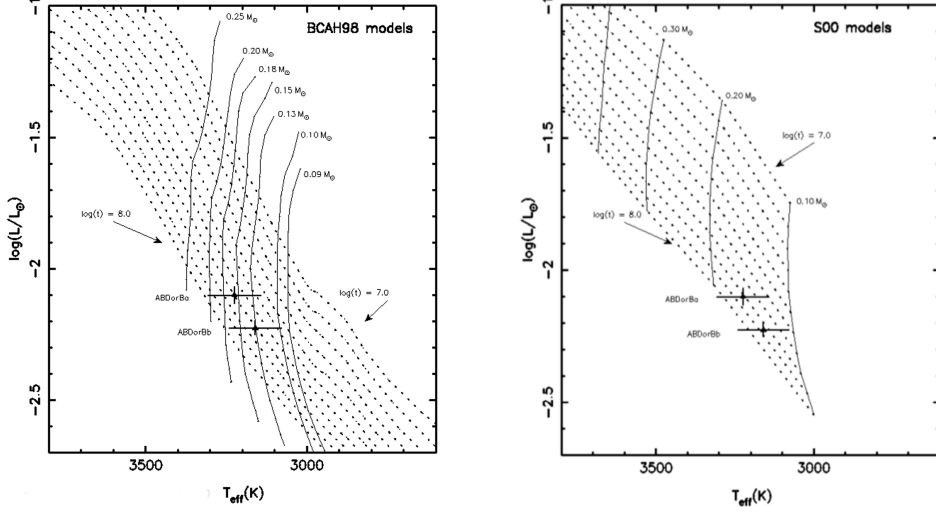 BCAH98 models
0.25 M⊙
0.20 M⊙
0.18 M⊙
0.15 M⊙
0.13 M⊙
0.10 M⊙
0.09 M⊙
log(t) = 8.0
log(t) = 7.0
ABDorBa
ABDorBb
log(L/L⊙)
-1
-1.5
-2
-2.5
3500
3000
Teff(K)
S00 models
0.30 M⊙
0.20 M⊙
log(t) = 7.0
0.10 M⊙
log(t) = 8.0
ABDorBa
ABDorBb
log(L/L⊙)
-1.5
-2
-2.5
3500
3000
Teff(K)